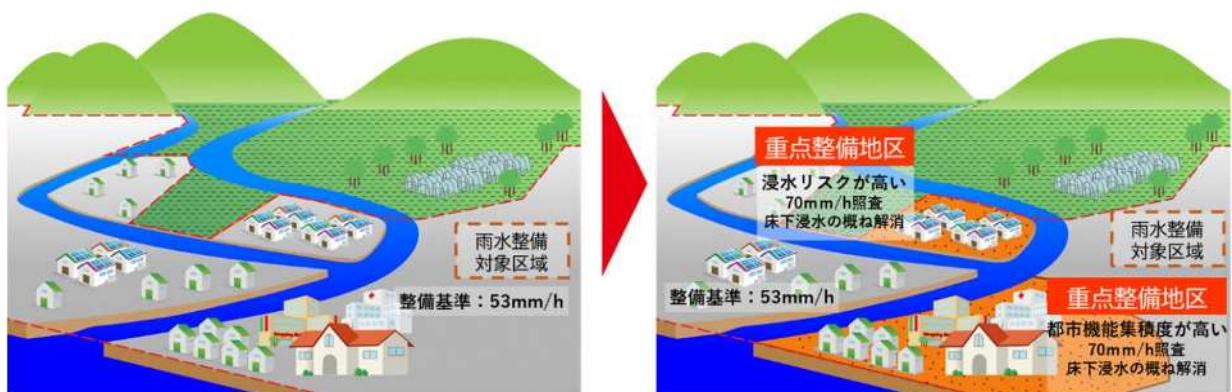 雨水整備
対象区域
整備基準：53mm/h
重点整備地区
浸水リスクが高い
70mm/h照査
床下浸水の概ね解消
雨水整備
対象区域
整備基準：53mm/h
重点整備地区
都市機能集積度が高い
70mm/h照査
床下浸水の概ね解消